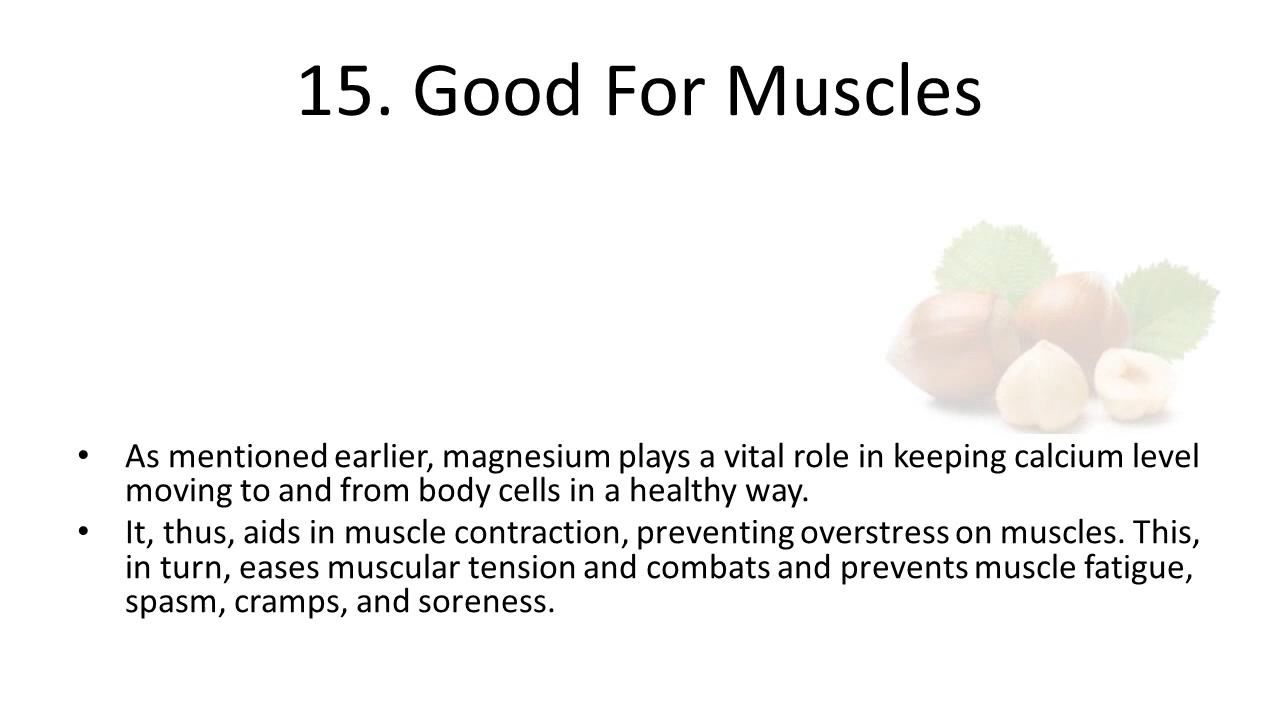 15. Good For Muscles
• As mentioned earlier, magnesium plays a vital role in keeping calcium level
moving to and from body cells in a healthy way.
• It, thus, aids in muscle contraction, preventing overstress on muscles. This,
in turn, eases muscular tension and combats and prevents muscle fatigue,
spasm, cramps, and soreness.